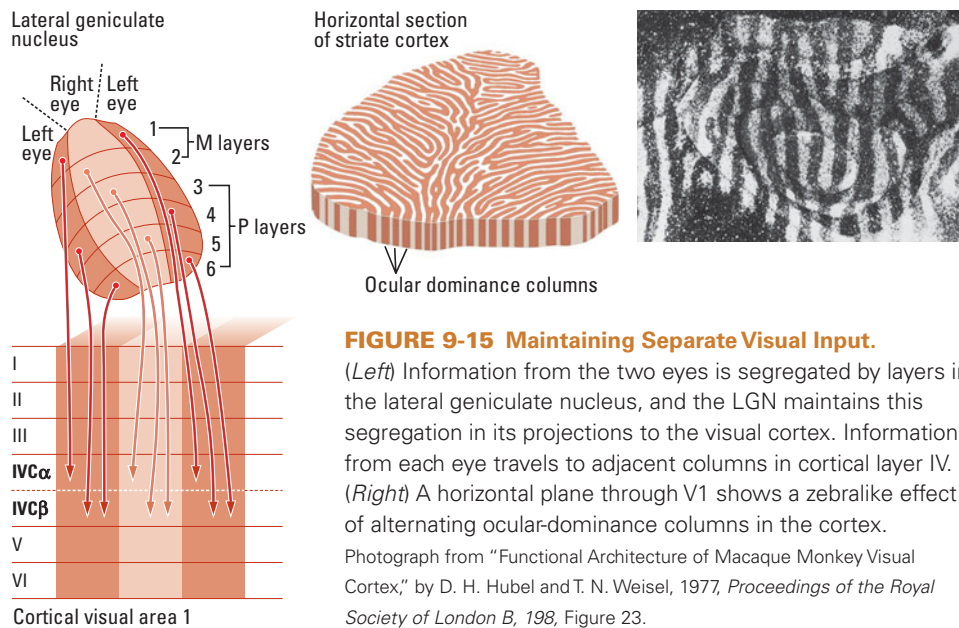 Lateral geniculate
nucleus
Right
eye
Left
eye
Left
eye
1
2
M layers
3
4
5
6
P layers
I
II
III
IVCα
IVCβ
V
VI
Cortical visual area 1
Horizontal section
of striate cortex
Ocular dominance columns
FIGURE 9-15 Maintaining Separate Visual Input.
(Left) Information from the two eyes is segregated by layers in
the lateral geniculate nucleus, and the LGN maintains this
segregation in its projections to the visual cortex. Information
from each eye travels to adjacent columns in cortical layer IV.
(Right) A horizontal plane through V1 shows a zebralike effect
of alternating ocular-dominance columns in the cortex.
Photograph from “Functional Architecture of Macaque Monkey Visual
Cortex,” by D. H. Hubel and T. N. Weisel, 1977, Proceedings of the Royal
Society of London B, 198, Figure 23.